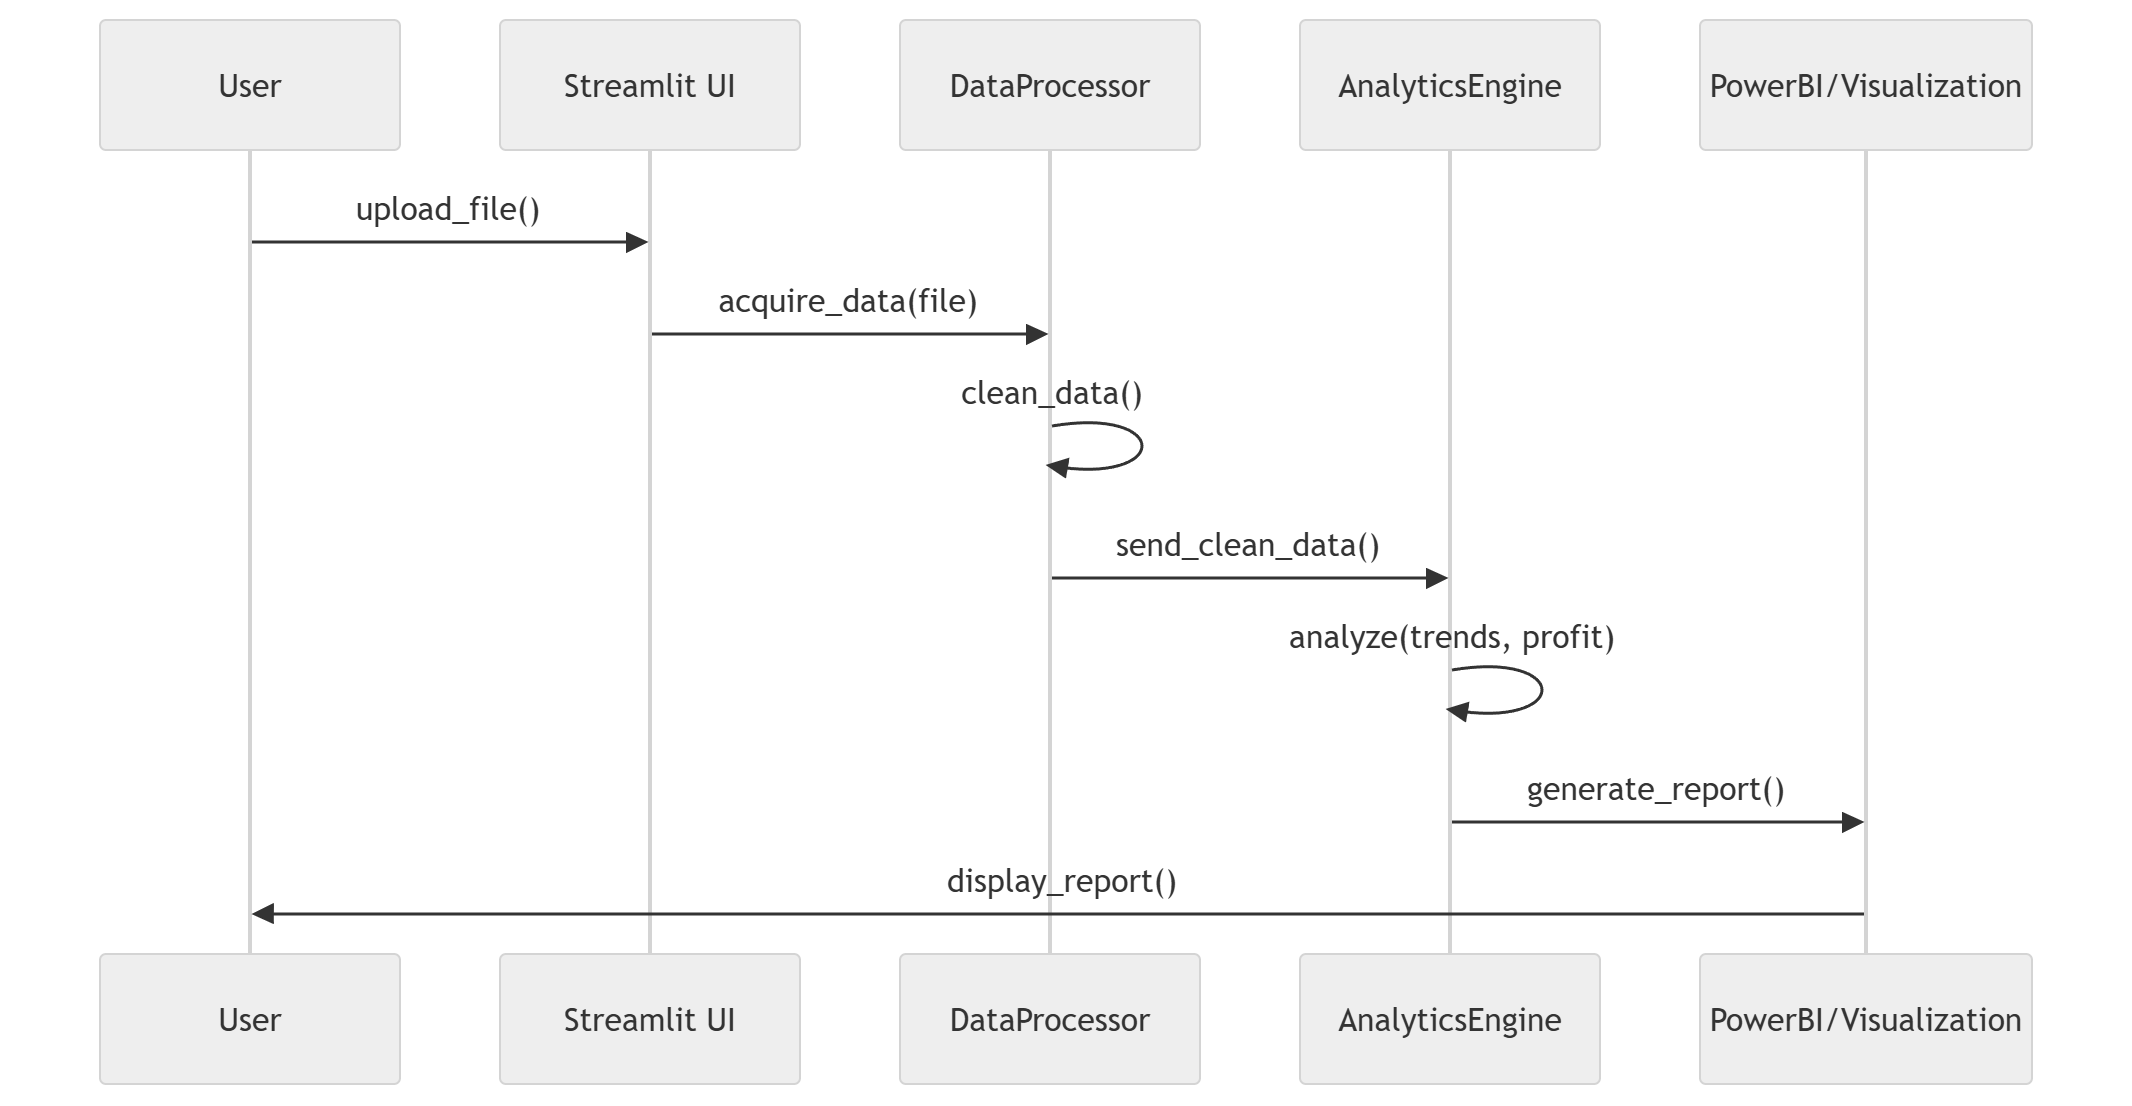 User
Streamlit UI
DataProcessor
AnalyticsEngine
PowerBI/Visualization
upload_file()
acquire_data(file)
clean_data()
send_clean_data()
analyze(trends, profit)
generate_report()
display_report()
User
Streamlit UI
DataProcessor
AnalyticsEngine
PowerBI/Visualization